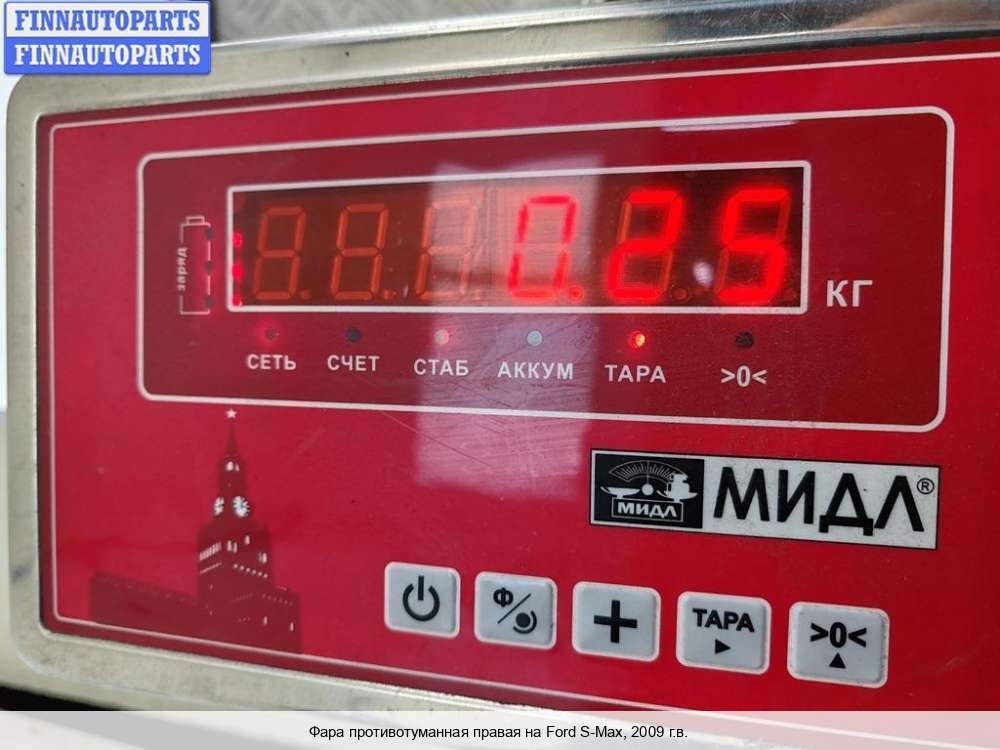 FINNAUTOPARTS
FINNAUTOPARTS
заряд
0.25
КГ
СЕТЬ СЧЕТ СТАБ АККУМ ТАРА >0<
МИДЛ МИДЛ®
Ф ТАРА >0<
Фара противотуманная правая на Ford S-Max, 2009 г.в.